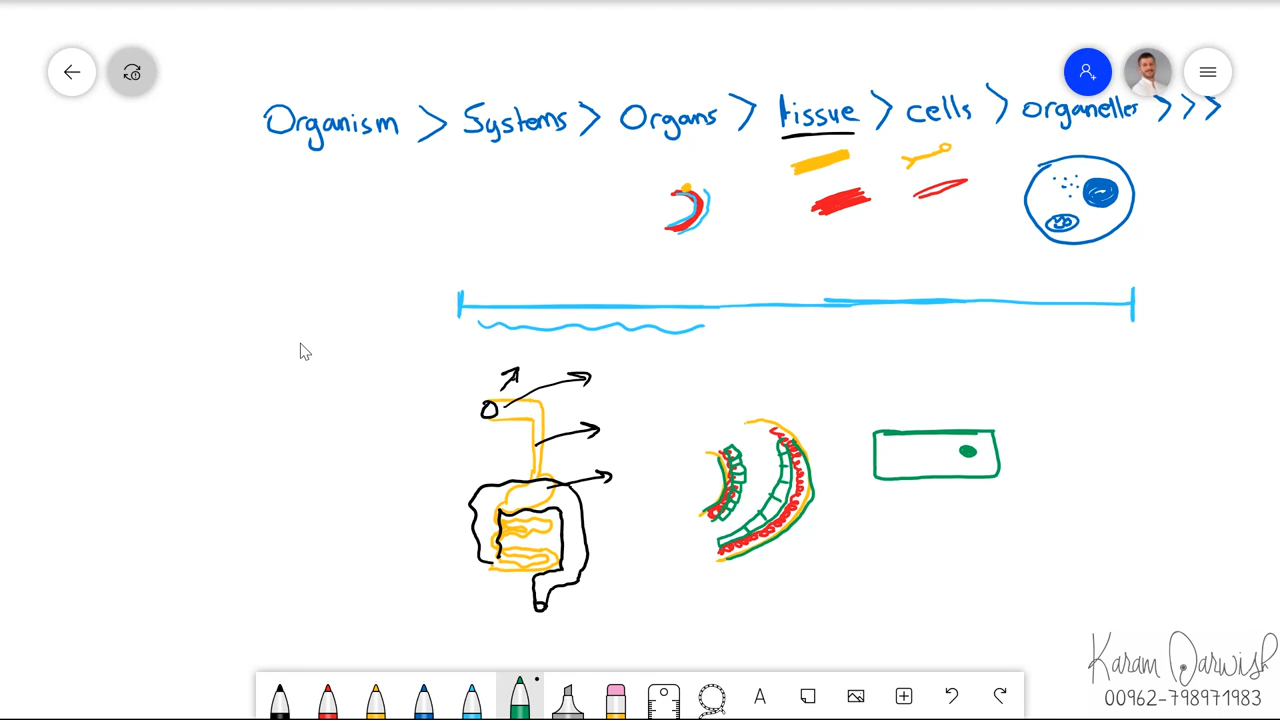 Organism > Systems > Organs > tissue > cells > organelles >>>
A
Karam Darwish
00962-798971983